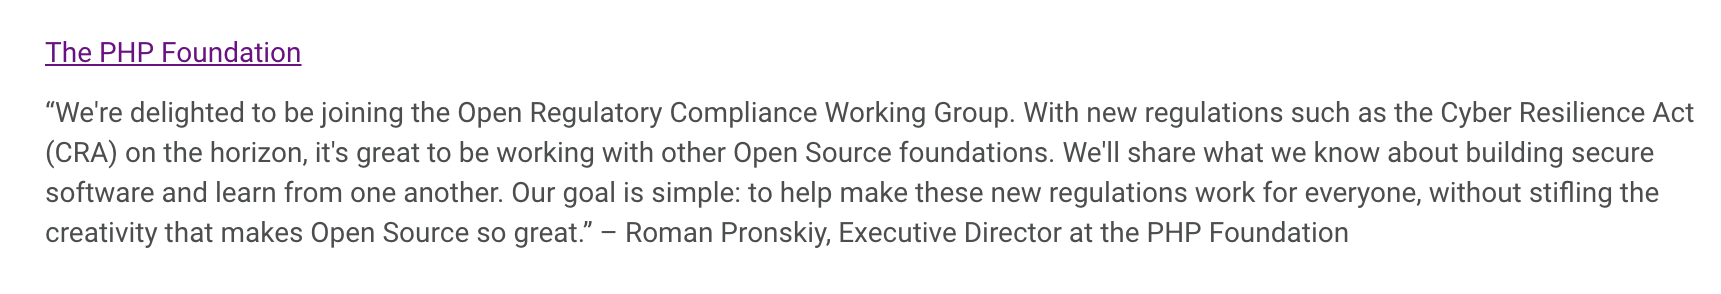 The PHP Foundation
“We're delighted to be joining the Open Regulatory Compliance Working Group. With new regulations such as the Cyber Resilience Act
(CRA) on the horizon, it's great to be working with other Open Source foundations. We'll share what we know about building secure
software and learn from one another. Our goal is simple: to help make these new regulations work for everyone, without stifling the
creativity that makes Open Source so great.” – Roman Pronskiy, Executive Director at the PHP Foundation